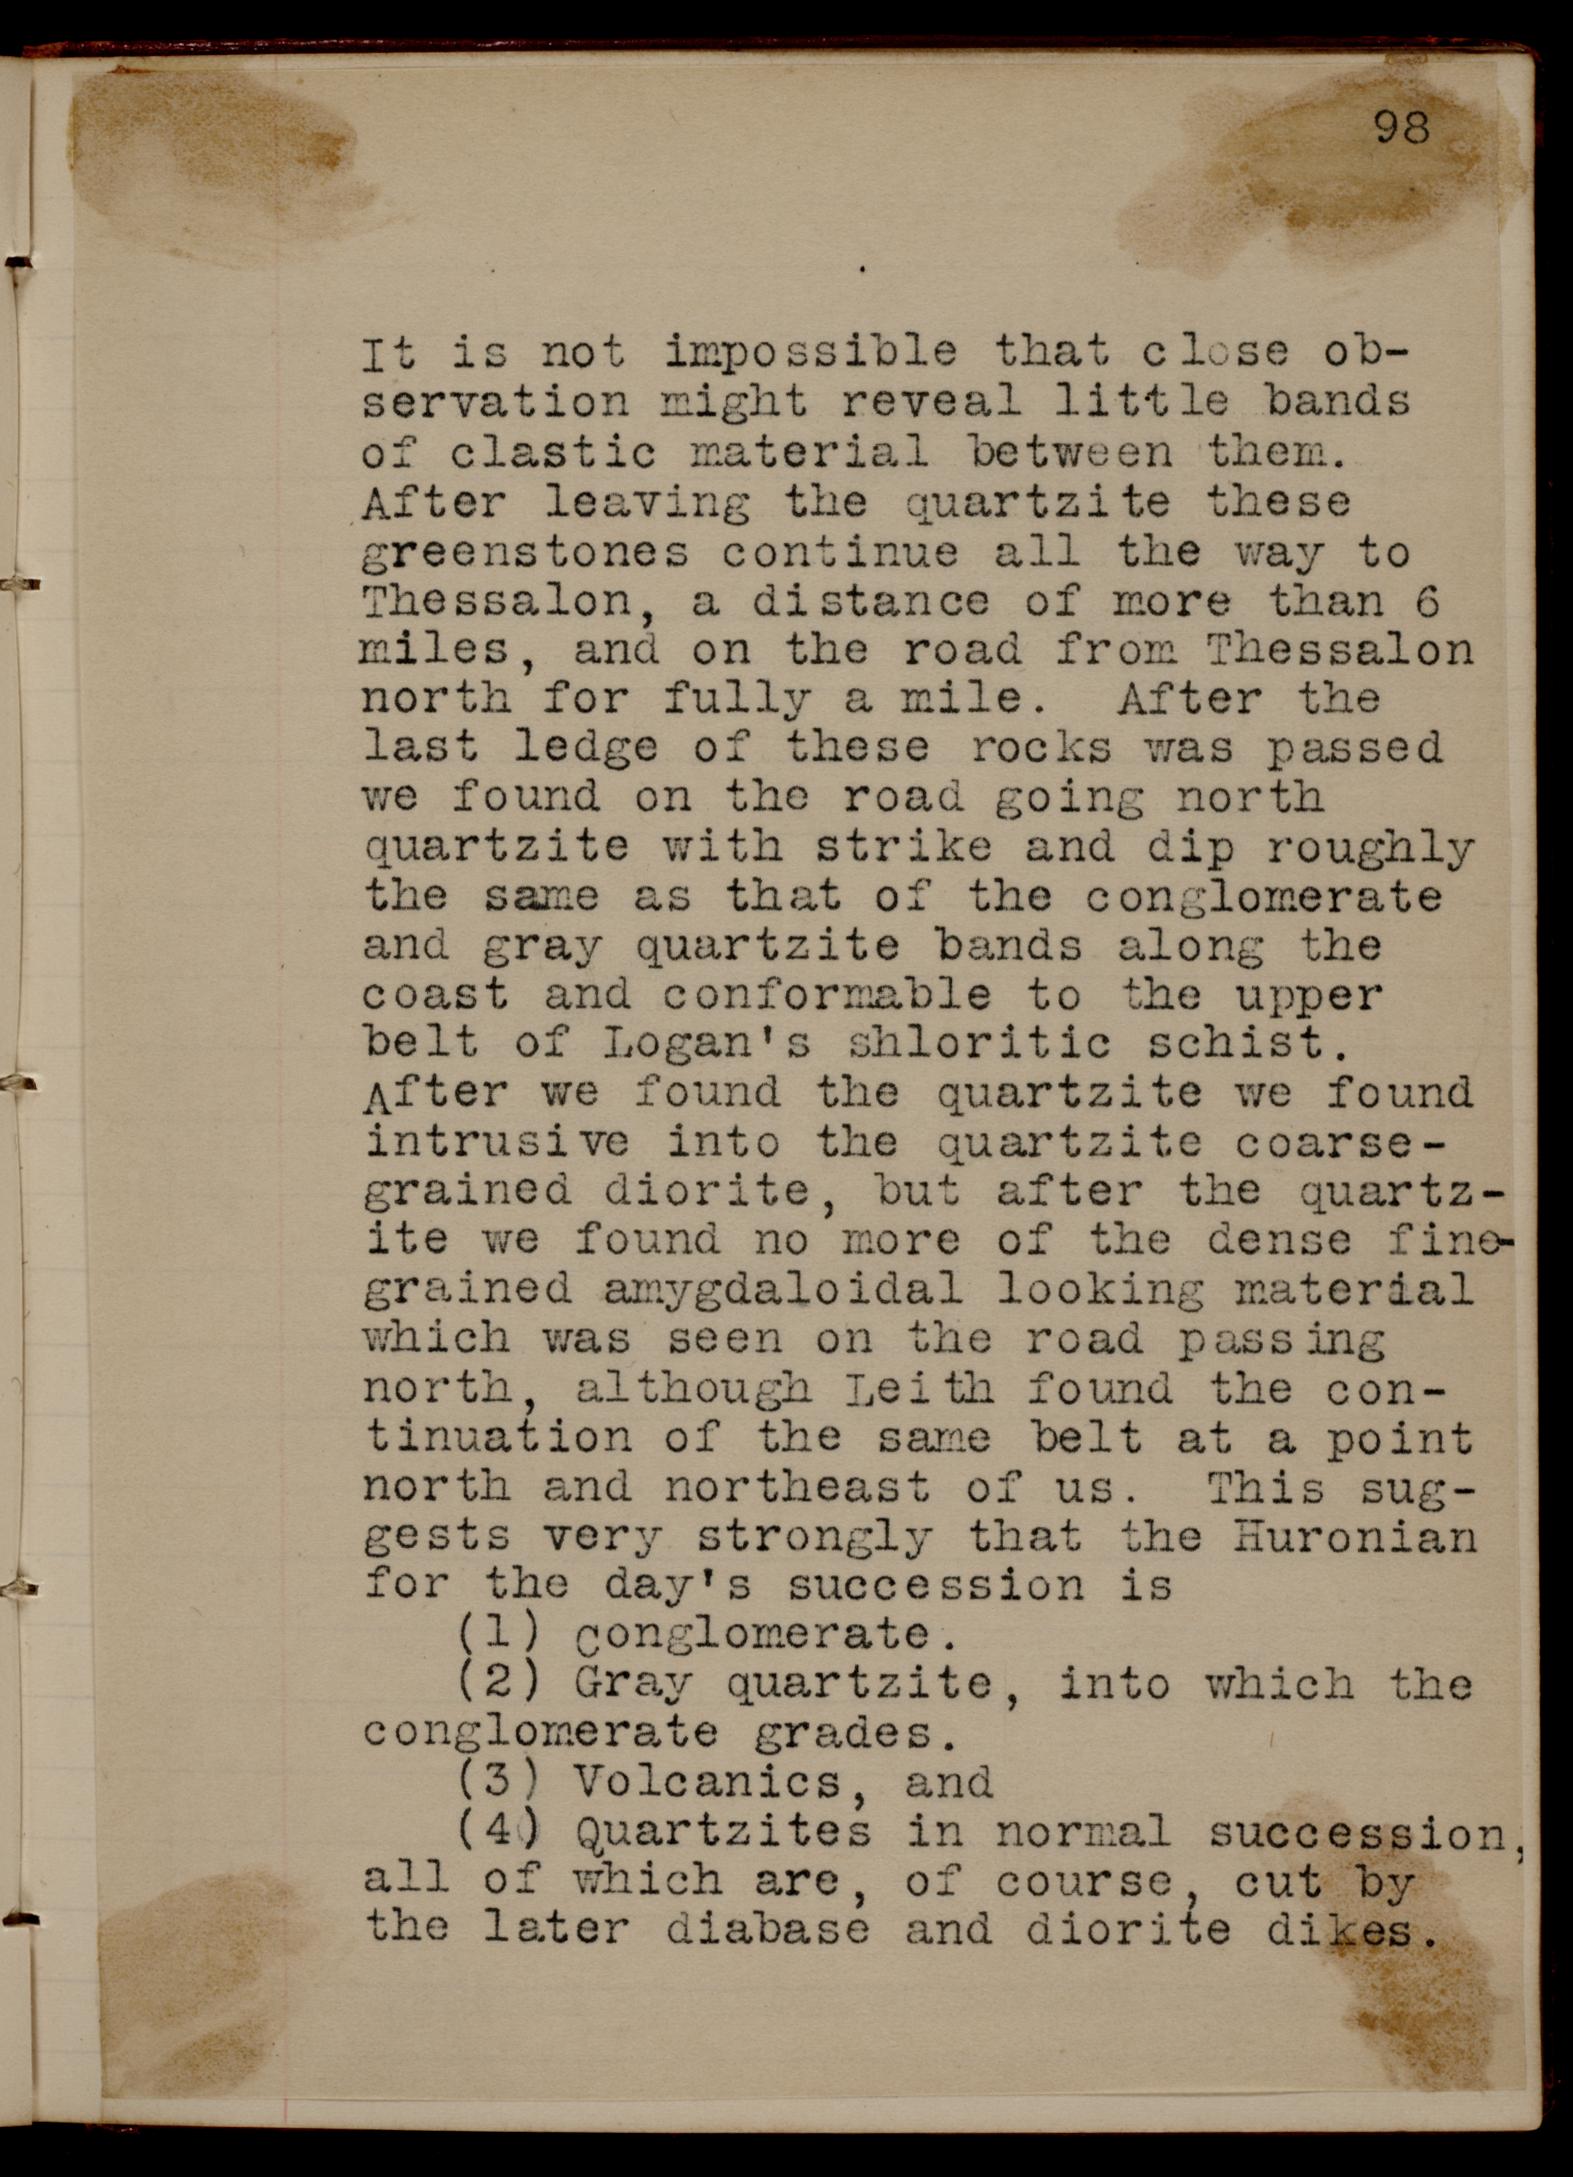 98
It is not impossible that close ob-
servation might reveal little bands
of clastic material between them.
After leaving the quartzite these
greenstones continue all the way to
Thessalon, a distance of more than 6
miles, and on the road from Thessalon
north for fully a mile.  After the
last ledge of these rocks was passed
we found on the road going north
quartzite with strike and dip roughly
the same as that of the conglomerate
and gray quartzite bands along the
coast and conformable to the upper
belt of Logan's shloritic schist.
After we found the quartzite we found
intrusive into the quartzite coarse-
grained diorite, but after the quartz-
ite we found no more of the dense fine-
grained amygdaloidal looking material
which was seen on the road passing
north, although Leith found the con-
tinuation of the same belt at a point
north and northeast of us.  This sug-
gests very strongly that the Huronian
for the day's succession is
(1) Conglomerate.
(2) Gray quartzite, into which the
conglomerate grades.
(3) Volcanics, and
(4) Quartzites in normal succession,
all of which are, of course, cut by
the later diabase and diorite dikes.